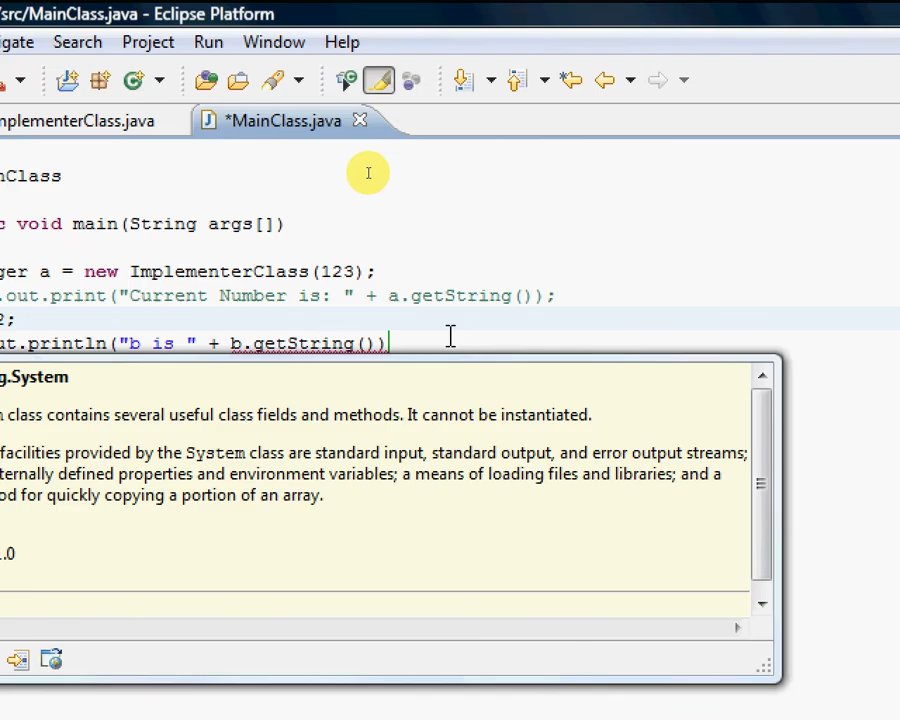 /src/MainClass.java - Eclipse Platform
igate Search Project Run Window Help
nplementerClass.java *MainClass.java
nClass
c void main(String args[])
ger a = new ImplementerClass(123);
.out.print("Current Number is: " + a.getString());
2;
ut.println("b is " + b.getString())
g.System
class contains several useful class fields and methods. It cannot be instantiated.
facilities provided by the System class are standard input, standard output, and error output streams;
ternally defined properties and environment variables; a means of loading files and libraries; and a
od for quickly copying a portion of an array.
.0